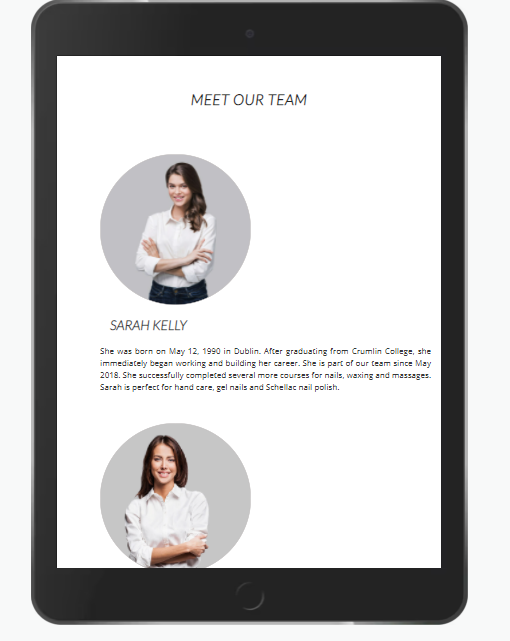 MEET OUR TEAM
SARAH KELLY
She was born on May 12, 1990 in Dublin. After graduating from Crumlin College, she
immediately began working and building her career. She is part of our team since May
2018. She successfully completed several more courses for nails, waxing and massages.
Sarah is perfect for hand care, gel nails and Schellac nail polish.